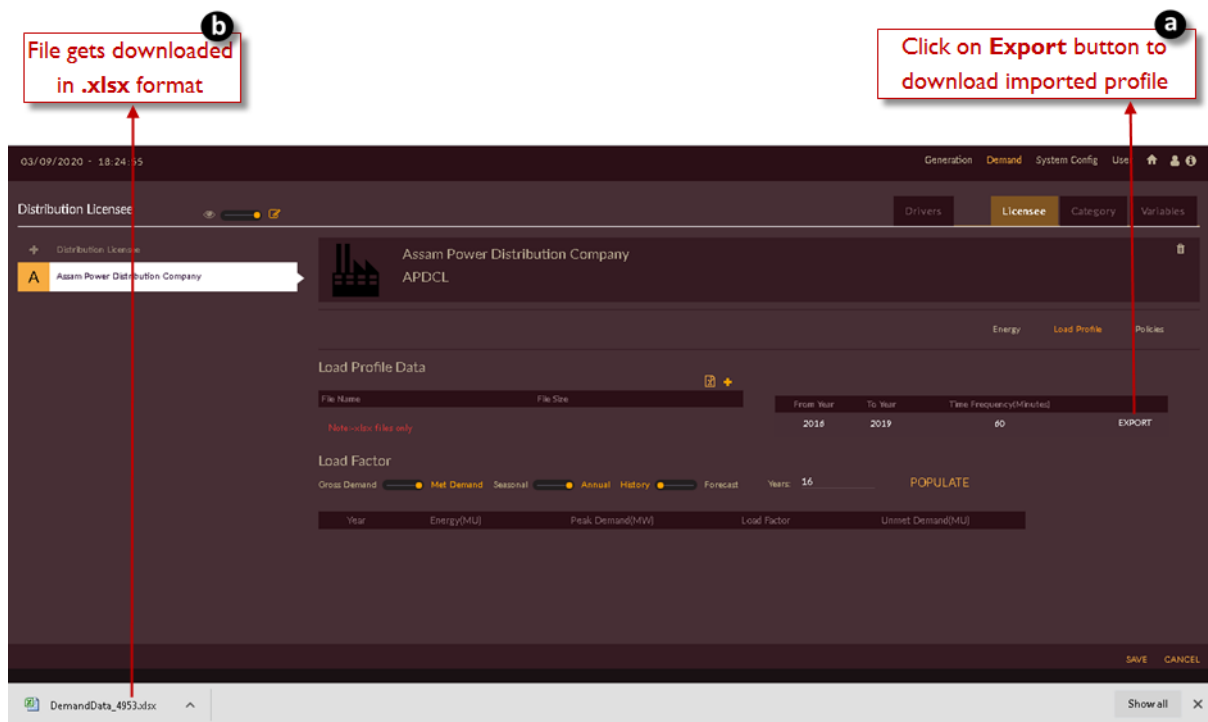 b
File gets downloaded
in .xlsx format
a
Click on Export button to
download imported profile
03/09/2020 - 18:24:55
Generation Demand System Config User
Distribution Licensee
Drivers Licensee Category Variables
Distribution Licensee
A Assam Power Distribution Company
Assam Power Distribution Company
APDCL
Energy Load Profile Policies
Load Profile Data
File Name File Size
From Year To Year Time Frequency(Minutes)
Note-xlsx files only
2016 2019 60 EXPORT
Load Factor
Gross Demand Met Demand Seasonal Annual History Forecast Years: 16 POPULATE
Year Energy(MU) Peak Demand(MW) Load Factor Unmet Demand(MU)
SAVE CANCEL
DemandData_4953.xlsx
Show all